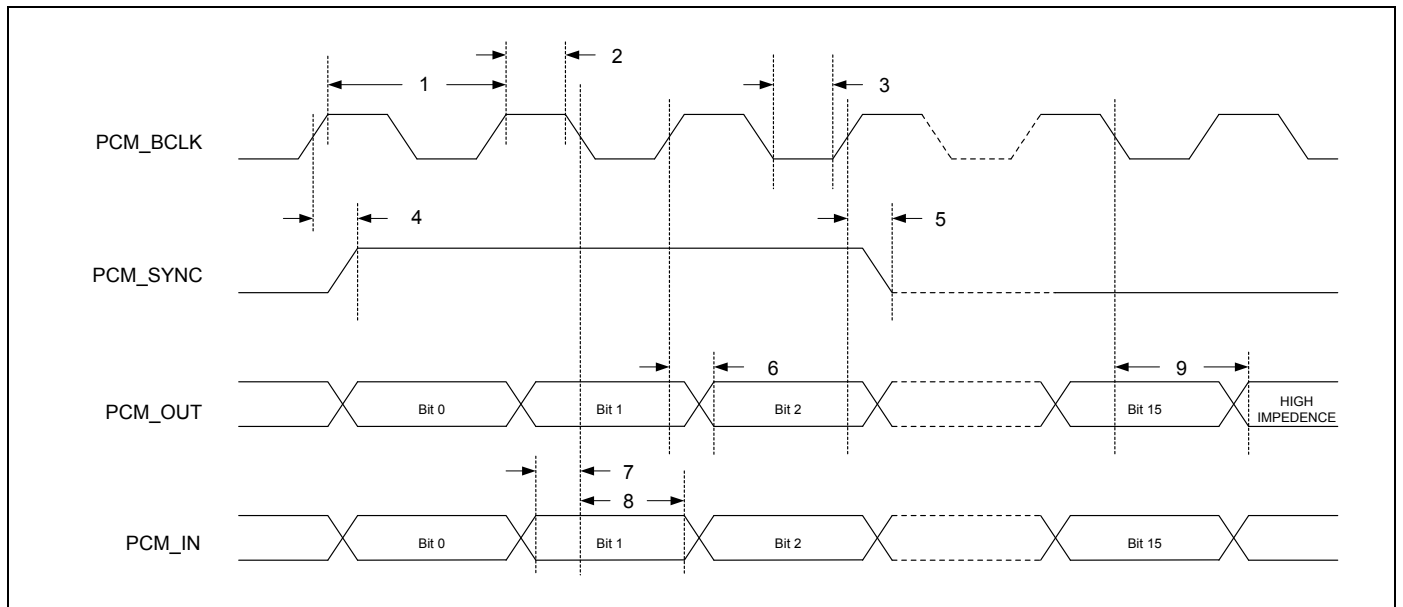 2
1
3
PCM_BCLK
4
5
PCM_SYNC
6
9
PCM_OUT
Bit 0
Bit 1
Bit 2
Bit 15
HIGH
IMPEDENCE
7
8
PCM_IN
Bit 0
Bit 1
Bit 2
Bit 15